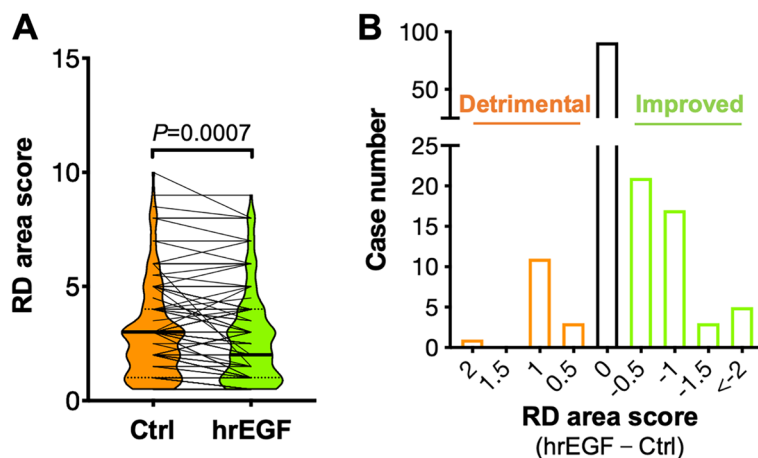 A
RD area score
15
10
5
0
P=0.0007
Ctrl
hrEGF
B
Case number
100
50
25
20
15
10
5
0
Detrimental
Improved
2
1.5
1
0.5
0
-0.5
-1
-1.5
<-2
RD area score
(hrEGF – Ctrl)